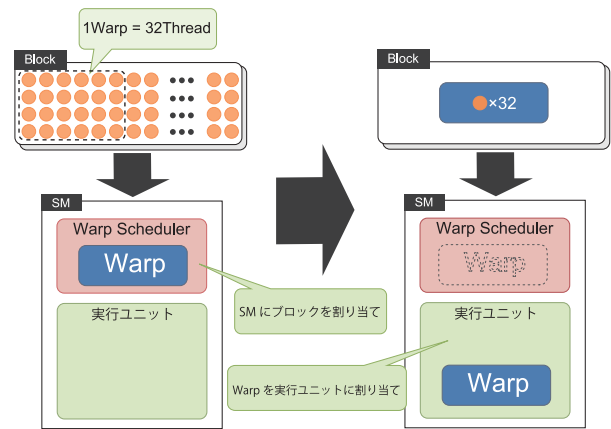 1Warp = 32Thread
Block
SM
Warp Scheduler
Warp
実行ユニット
SM にブロックを割り当て
Warp を実行ユニットに割り当て
Block
×32
SM
Warp Scheduler
Warp
実行ユニット
Warp